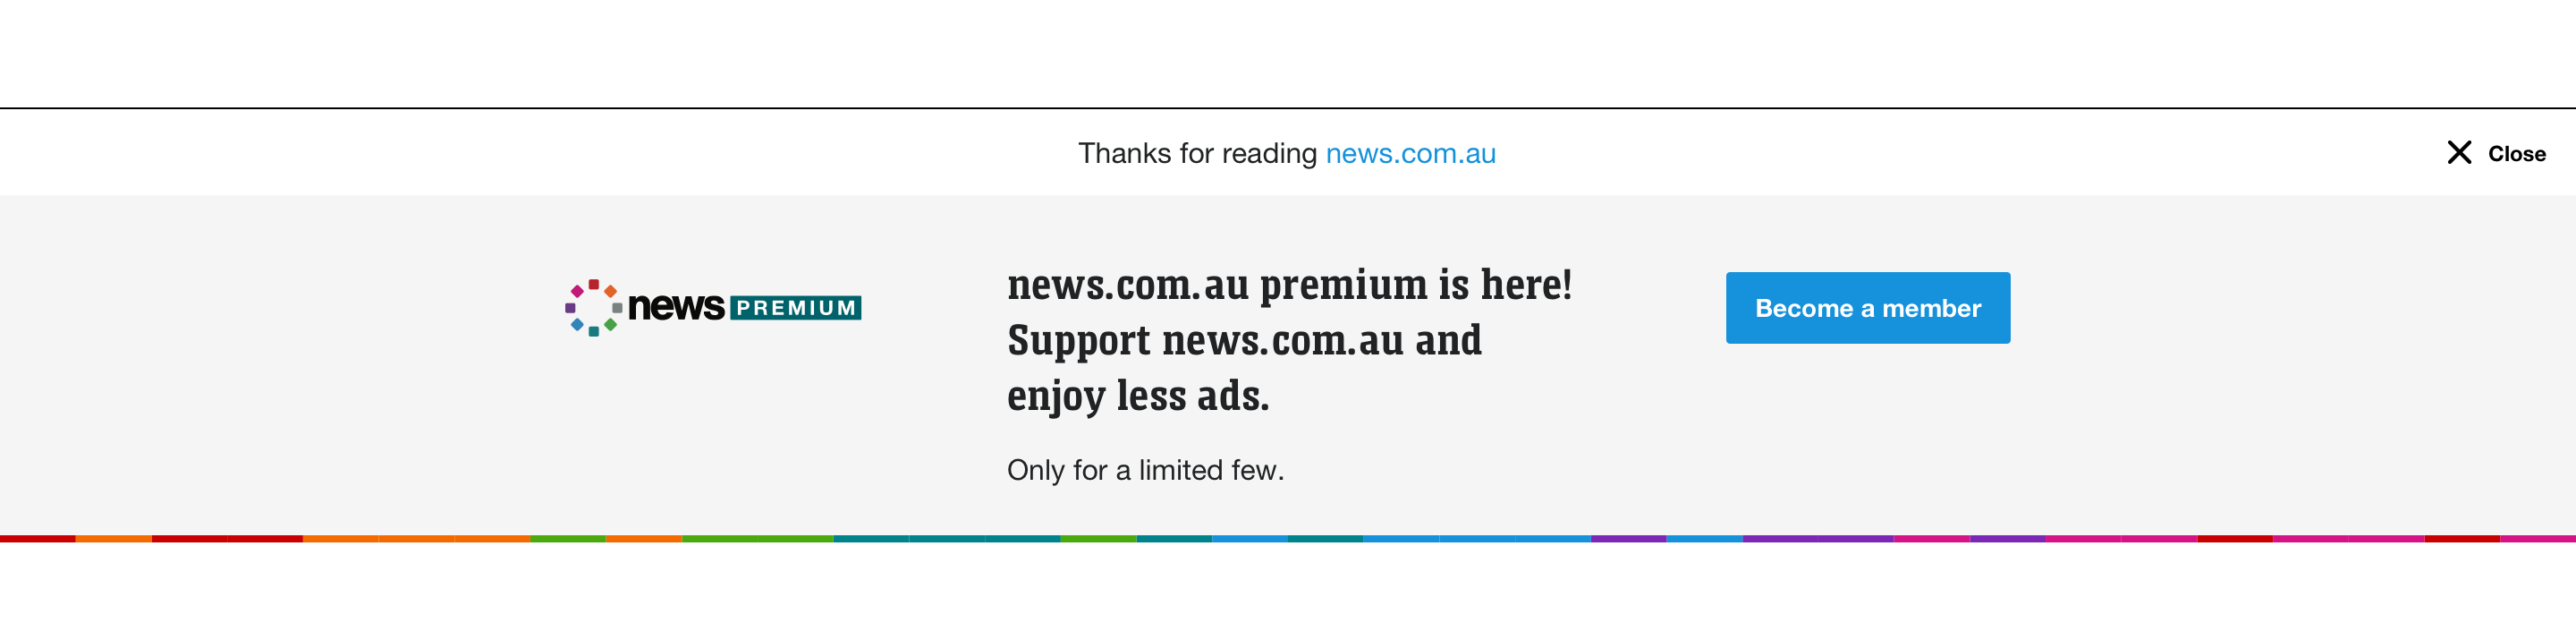 Thanks for reading news.com.au
Close
news PREMIUM
news.com.au premium is here!
Support news.com.au and
enjoy less ads.
Only for a limited few.
Become a member